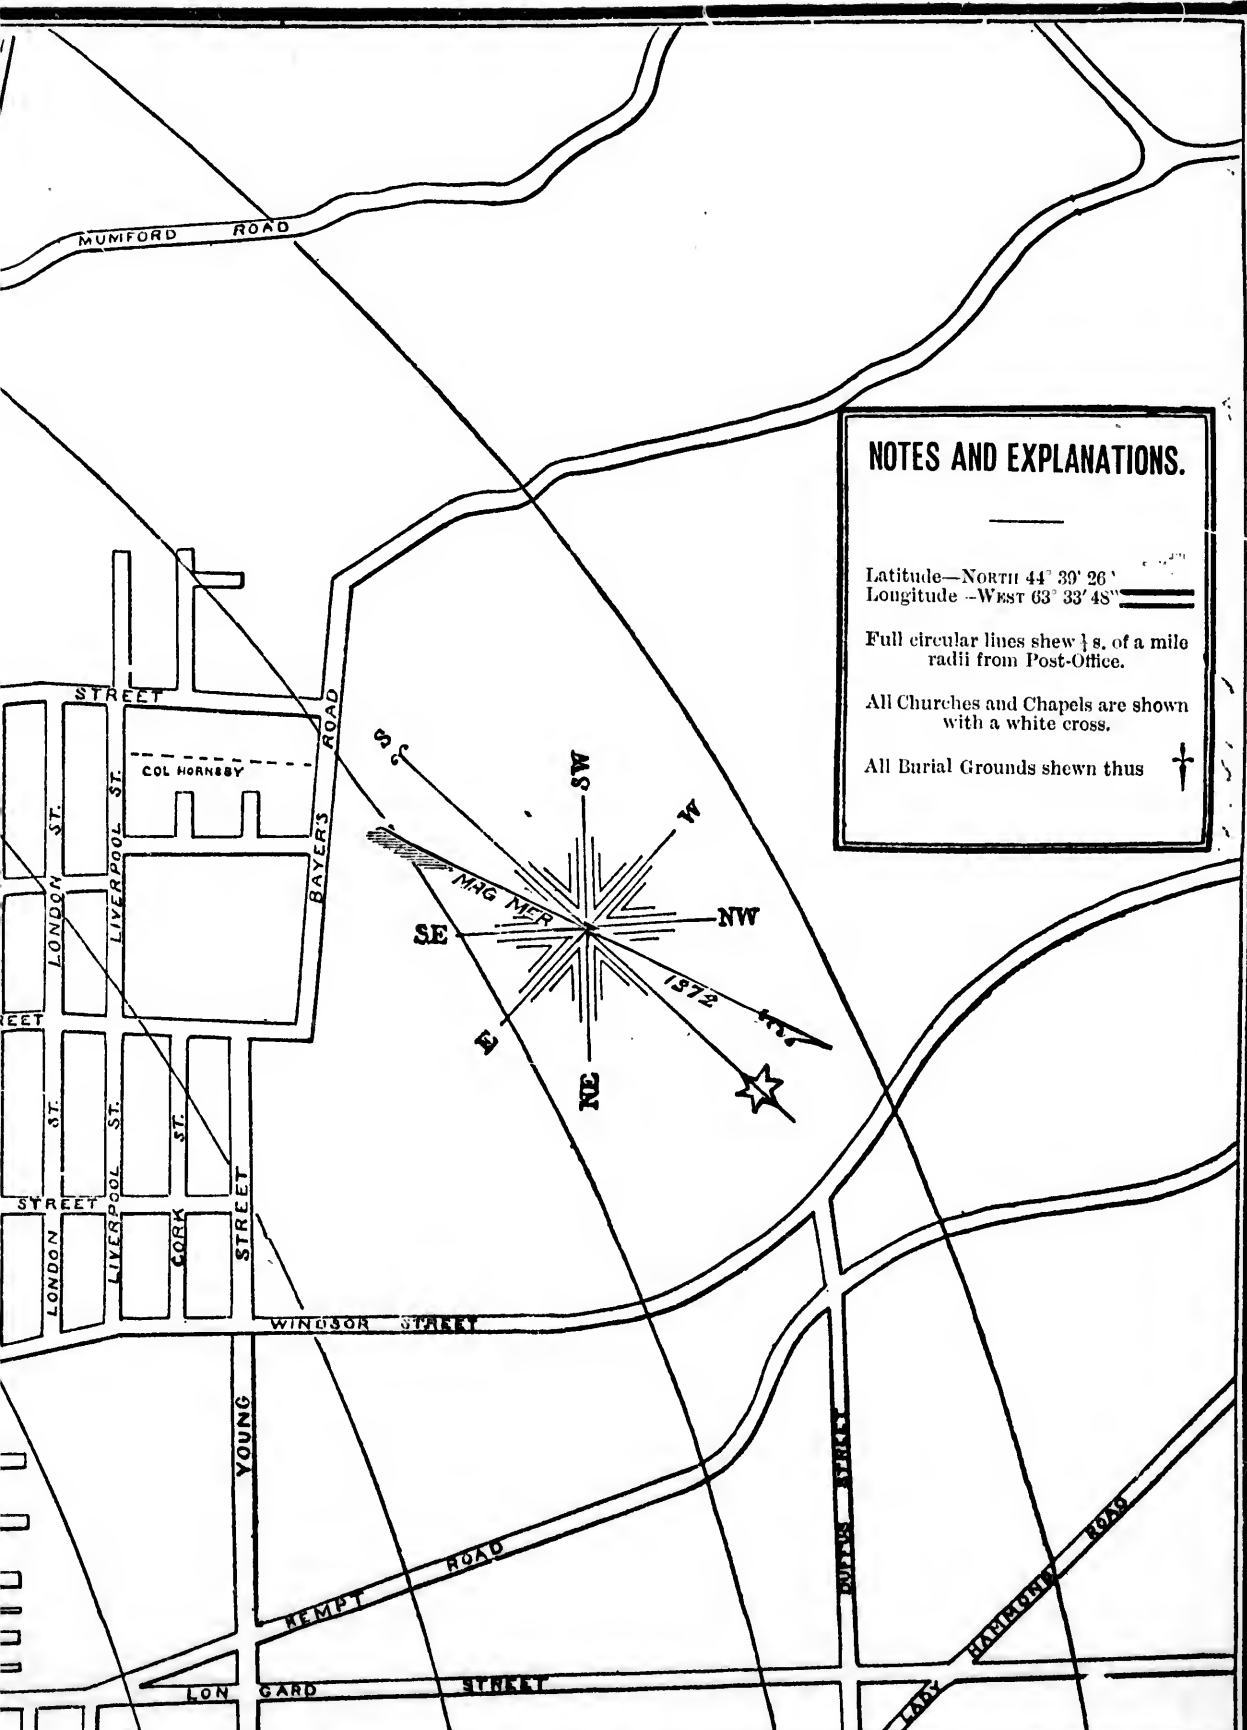 MUMFORD ROAD
NOTES AND EXPLANATIONS.
Latitude—NORTH 44° 39' 26'
Longitude --WEST 63° 33' 48"
Full circular lines shew ¼ s. of a mile
radii from Post-Office.
All Churches and Chapels are shown
with a white cross.
All Burial Grounds shewn thus
STREET
COL HORNSBY
BAYER'S ROAD
LONDON ST.
LIVERPOOL ST.
S
SW
W
MAG MER
SE
NW
1872
E
NE
REET
LONDON ST.
LIVERPOOL ST.
CORK ST.
STREET
YOUNG STREET
WINDSOR STREET
KEMPT ROAD
DUFFUS STREET
LADY HAMMOND ROAD
LON GARD STREET